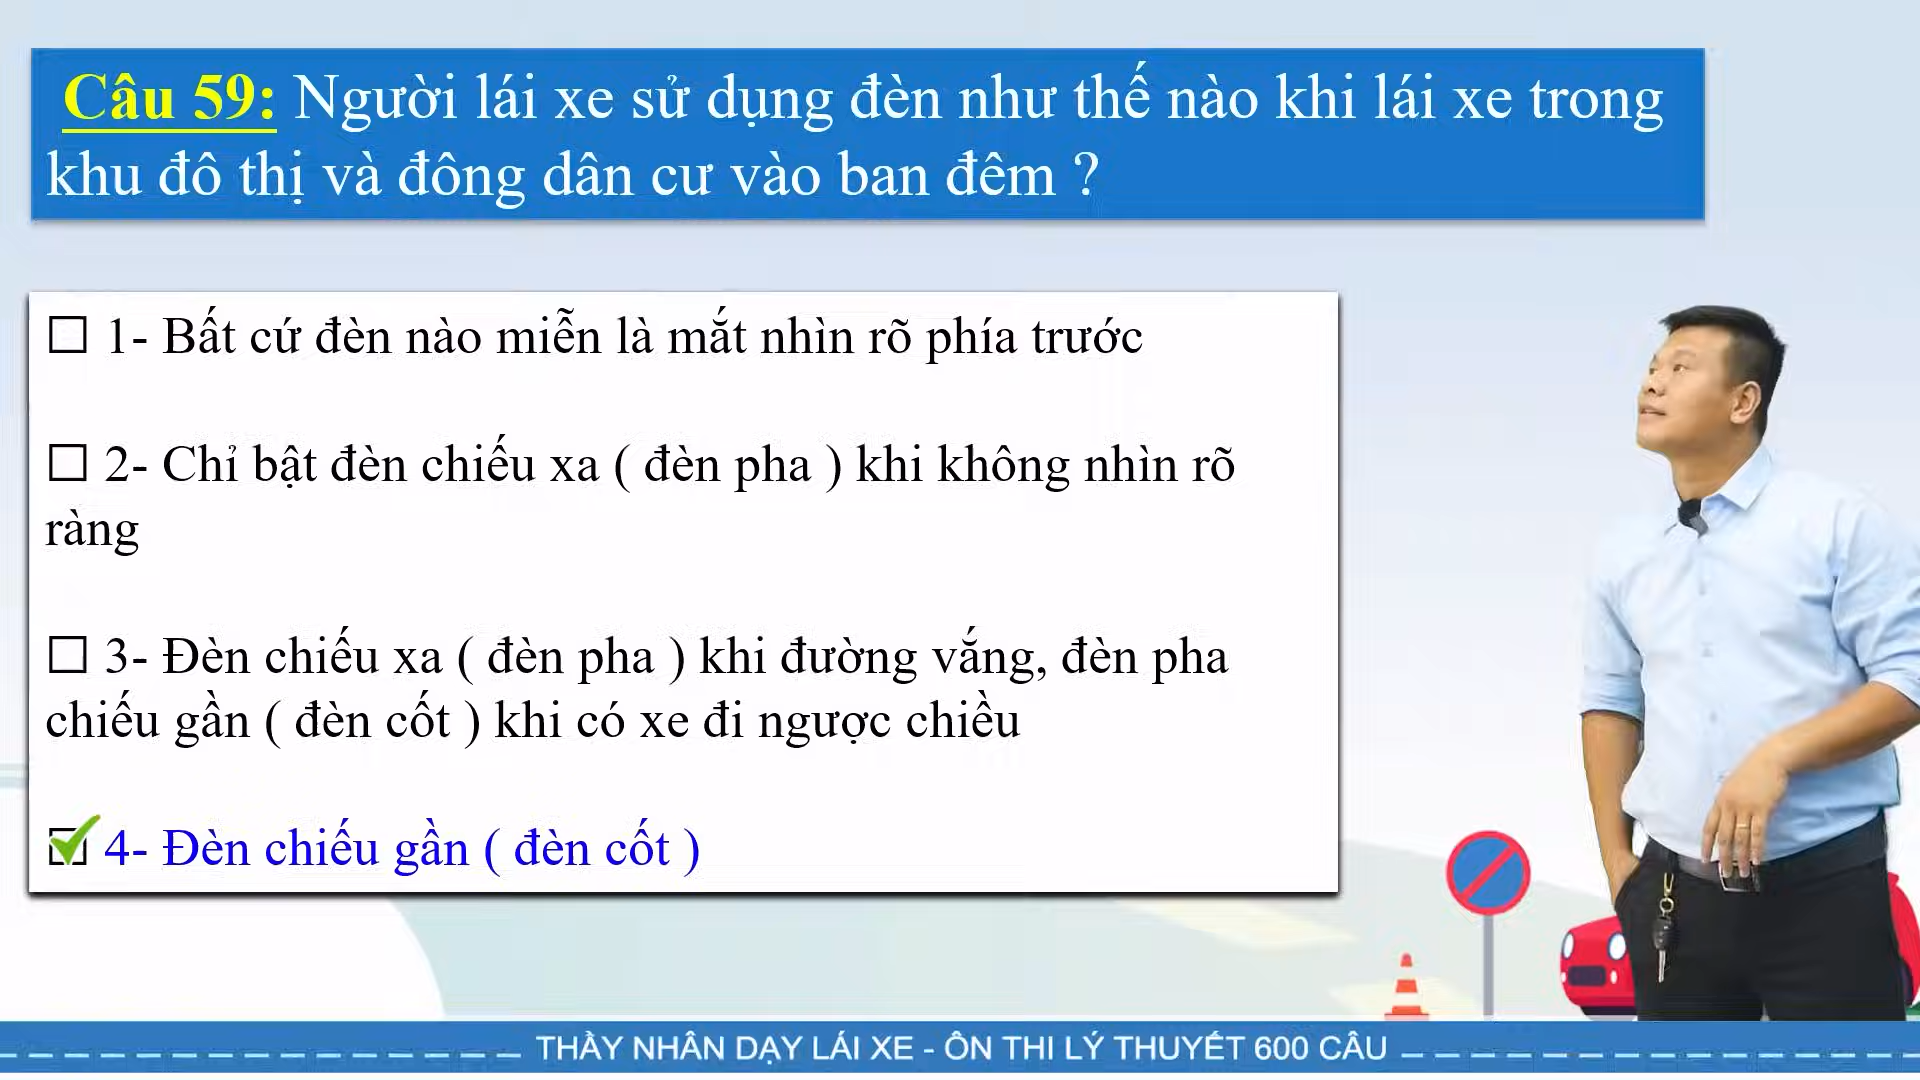 Câu 59: Người lái xe sử dụng đèn như thế nào khi lái xe trong
khu đô thị và đông dân cư vào ban đêm ?
1- Bất cứ đèn nào miễn là mắt nhìn rõ phía trước
2- Chỉ bật đèn chiếu xa ( đèn pha ) khi không nhìn rõ
ràng
3- Đèn chiếu xa ( đèn pha ) khi đường vắng, đèn pha
chiếu gần ( đèn cốt ) khi có xe đi ngược chiều
4- Đèn chiếu gần ( đèn cốt )
THẦY NHÂN DẠY LÁI XE - ÔN THI LÝ THUYẾT 600 CÂU